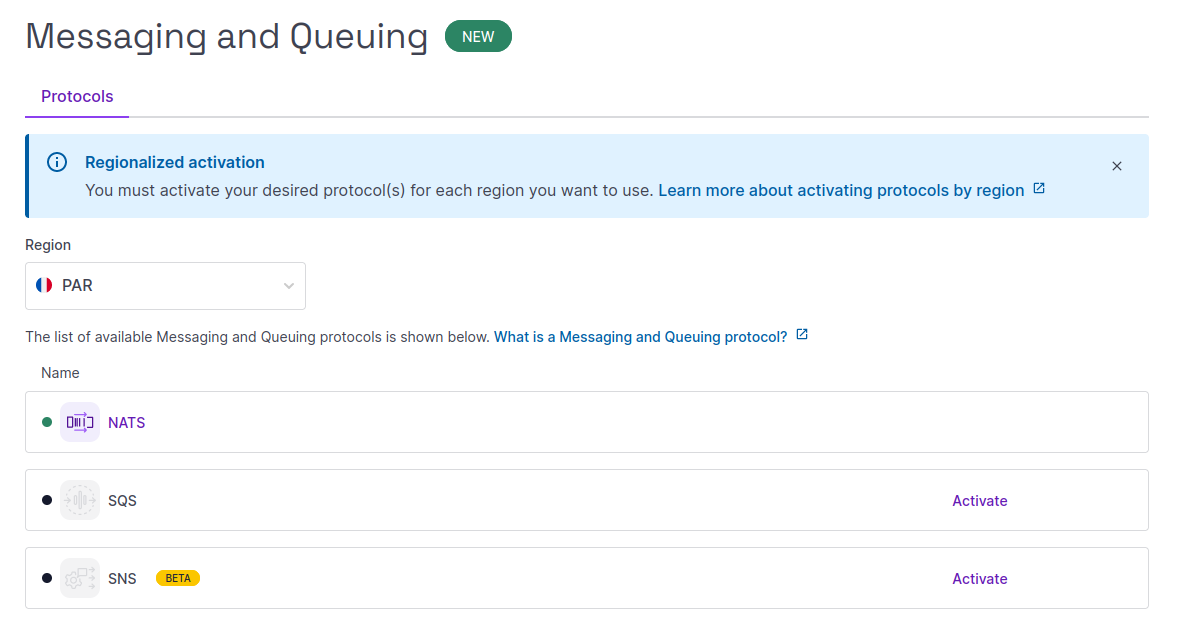 Messaging and Queuing NEW
Protocols
Regionalized activation
You must activate your desired protocol(s) for each region you want to use. Learn more about activating protocols by region
Region
PAR
The list of available Messaging and Queuing protocols is shown below. What is a Messaging and Queuing protocol?
Name
NATS
SQS Activate
SNS BETA Activate